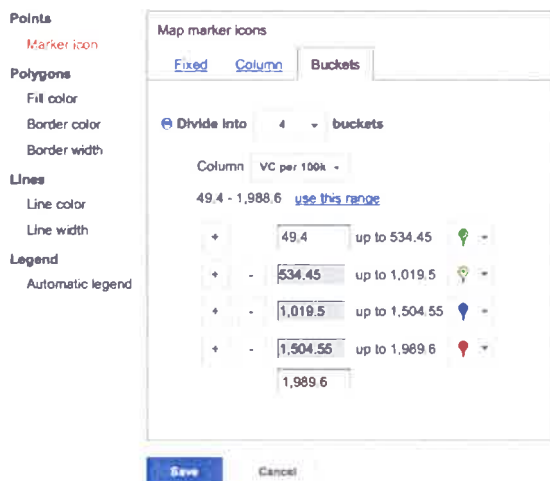 Points
Marker icon
Polygons
Fill color
Border color
Border width
Lines
Line color
Line width
Legend
Automatic legend
Map marker icons
Fixed Column Buckets
Divide into 4 buckets
Column VC per 100k
49.4 - 1,988.6 use this range
+ 49.4 up to 534.45
+ - 534.45 up to 1,019.5
+ - 1,019.5 up to 1,504.55
+ - 1,504.55 up to 1,989.6
1,989.6
Save Cancel